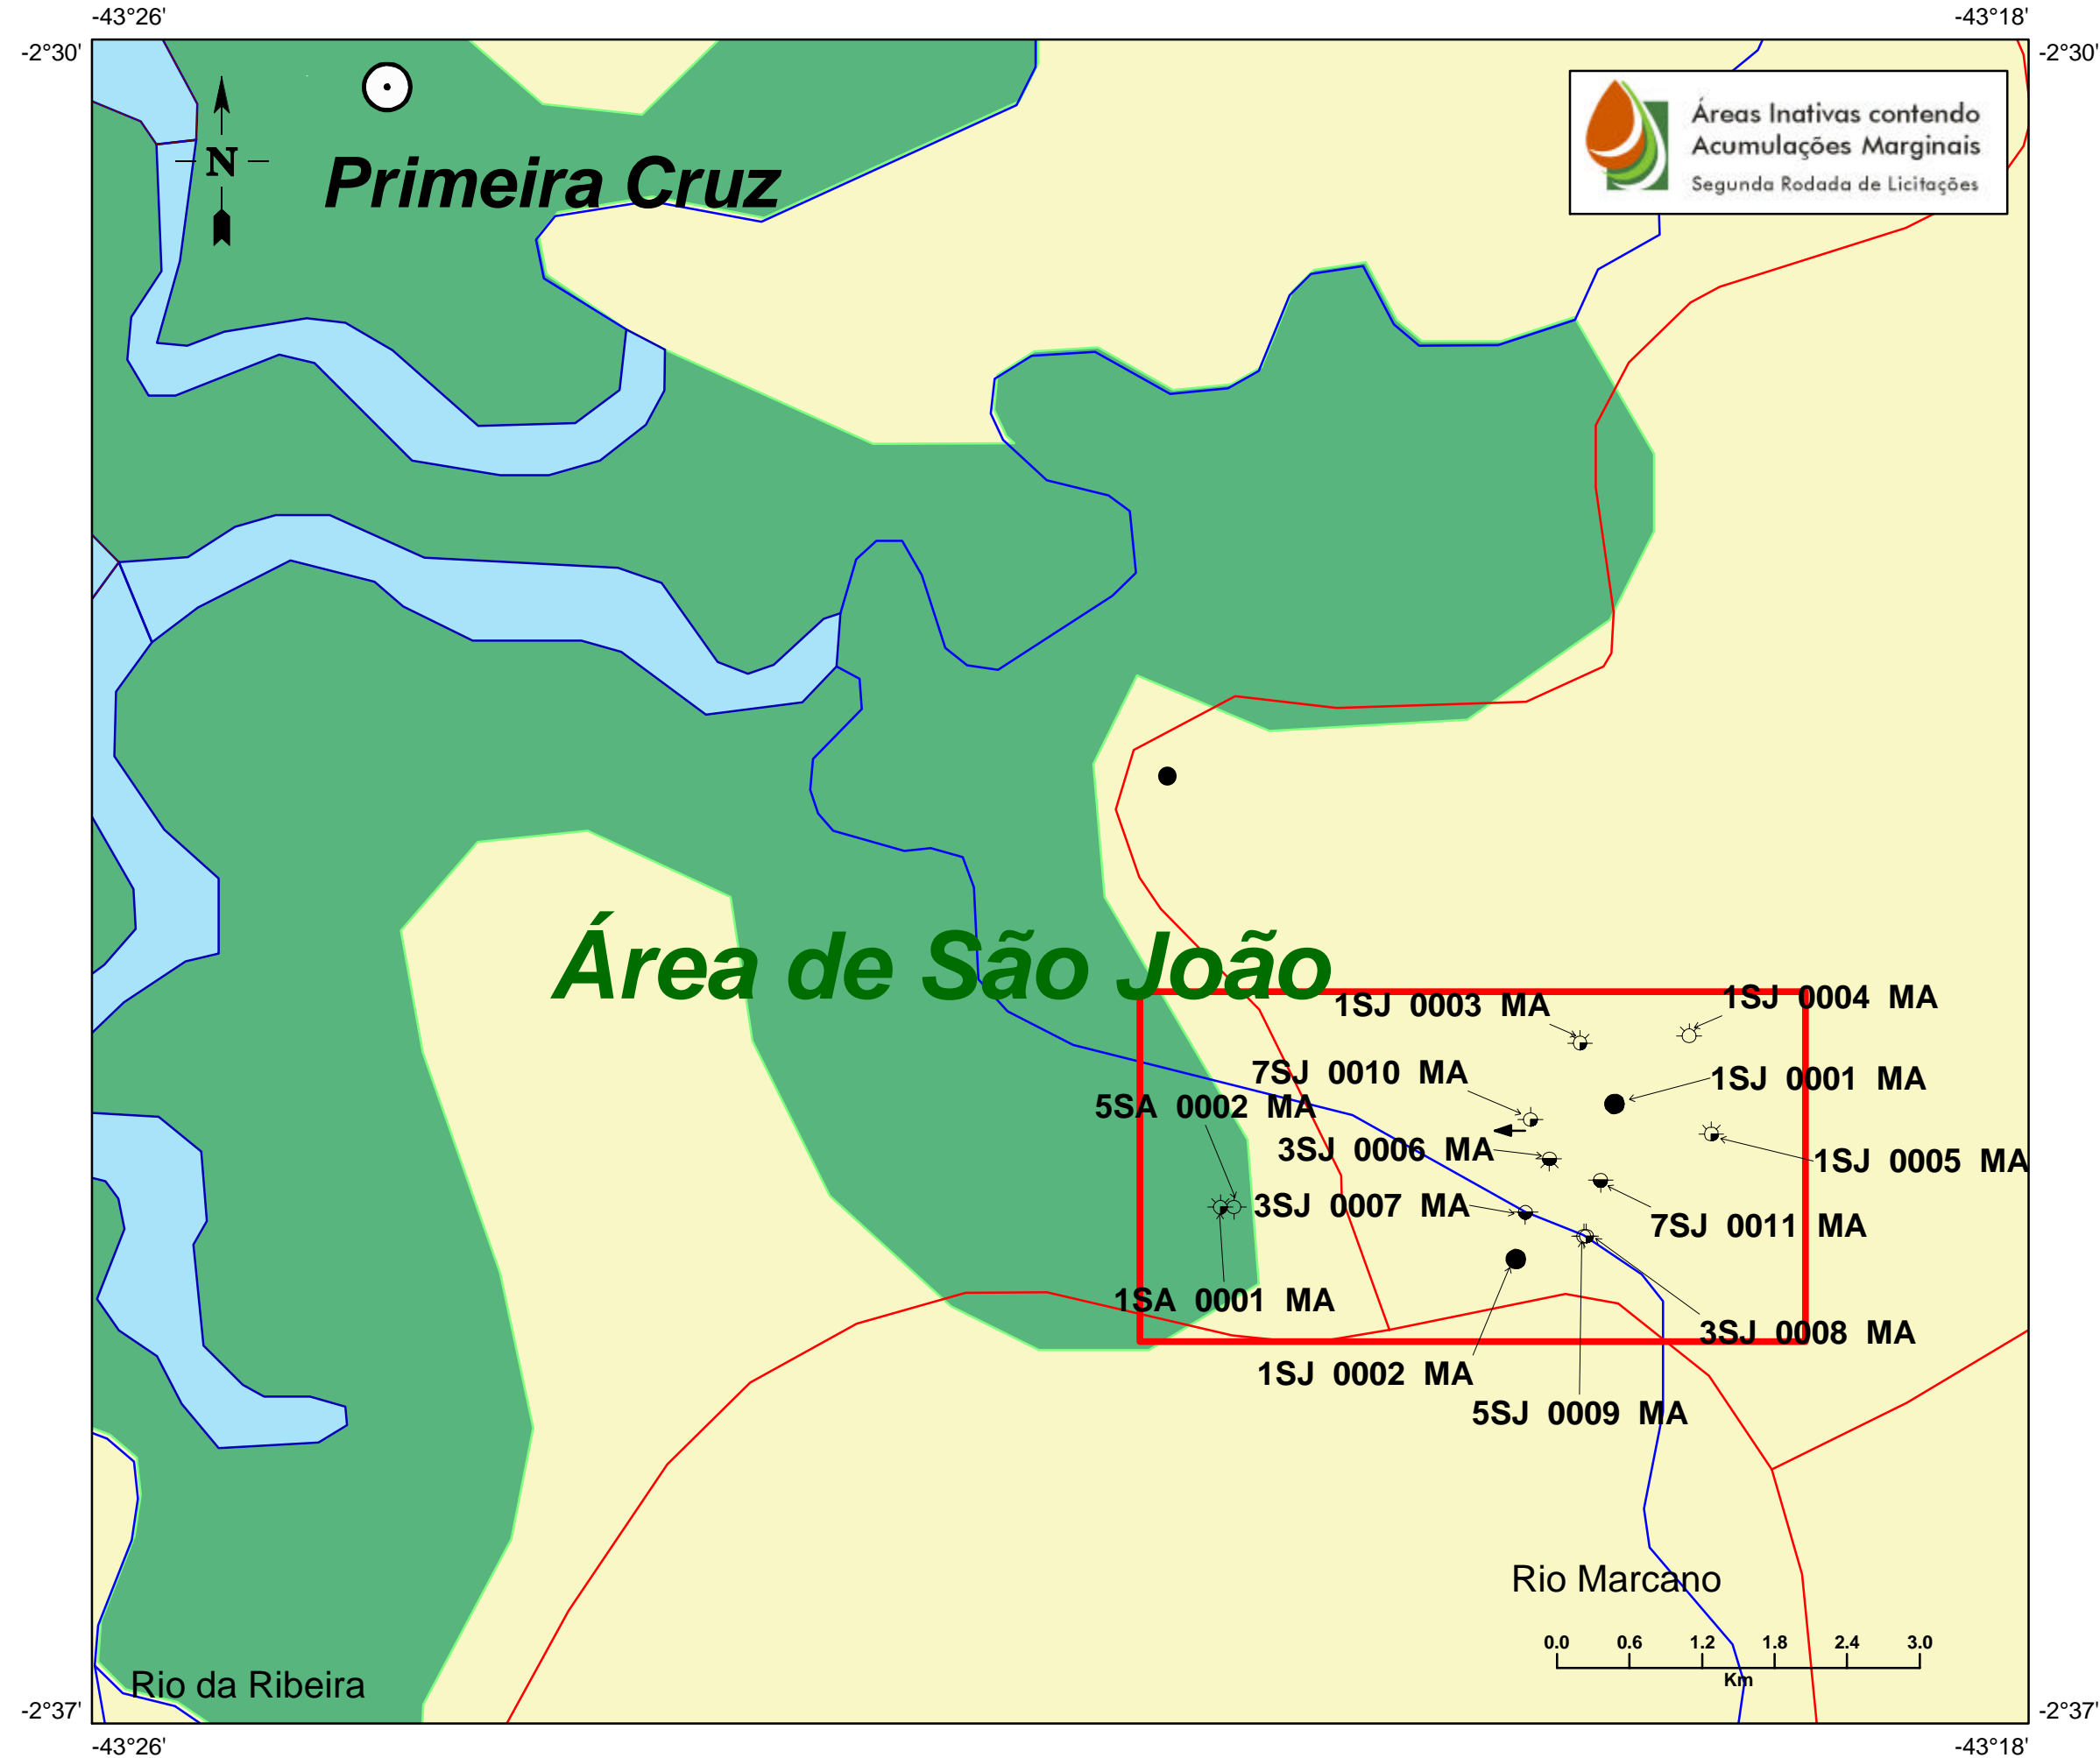 -43°26'
-43°18'
-2°30'
-2°30'
N
Primeira Cruz
Áreas Inativas contendo
Acumulações Marginais
Segunda Rodada de Licitações
Área de São João
1SJ 0003 MA
1SJ 0004 MA
7SJ 0010 MA
1SJ 0001 MA
5SA 0002 MA
3SJ 0006 MA
1SJ 0005 MA
3SJ 0007 MA
7SJ 0011 MA
1SA 0001 MA
3SJ 0008 MA
1SJ 0002 MA
5SJ 0009 MA
Rio Marcano
0.0 0.6 1.2 1.8 2.4 3.0
Km
Rio da Ribeira
-2°37'
-2°37'
-43°26'
-43°18'